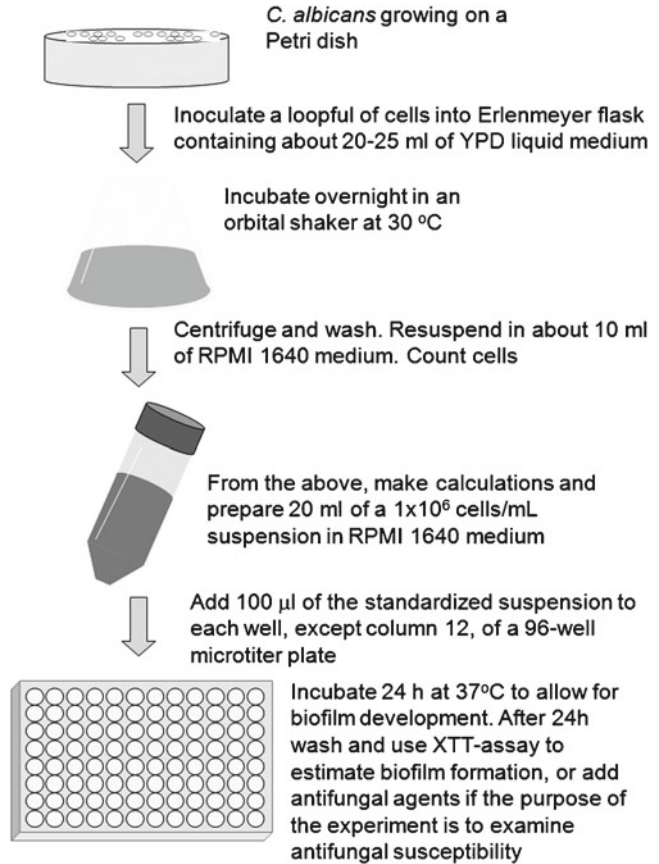 C. albicans growing on a
Petri dish
Inoculate a loopful of cells into Erlenmeyer flask
containing about 20-25 ml of YPD liquid medium
Incubate overnight in an
orbital shaker at 30 ºC
Centrifuge and wash. Resuspend in about 10 ml
of RPMI 1640 medium. Count cells
From the above, make calculations and
prepare 20 ml of a 1x10⁶ cells/mL
suspension in RPMI 1640 medium
Add 100 μl of the standardized suspension to
each well, except column 12, of a 96-well
microtiter plate
Incubate 24 h at 37ºC to allow for
biofilm development. After 24h
wash and use XTT-assay to
estimate biofilm formation, or add
antifungal agents if the purpose of
the experiment is to examine
antifungal susceptibility